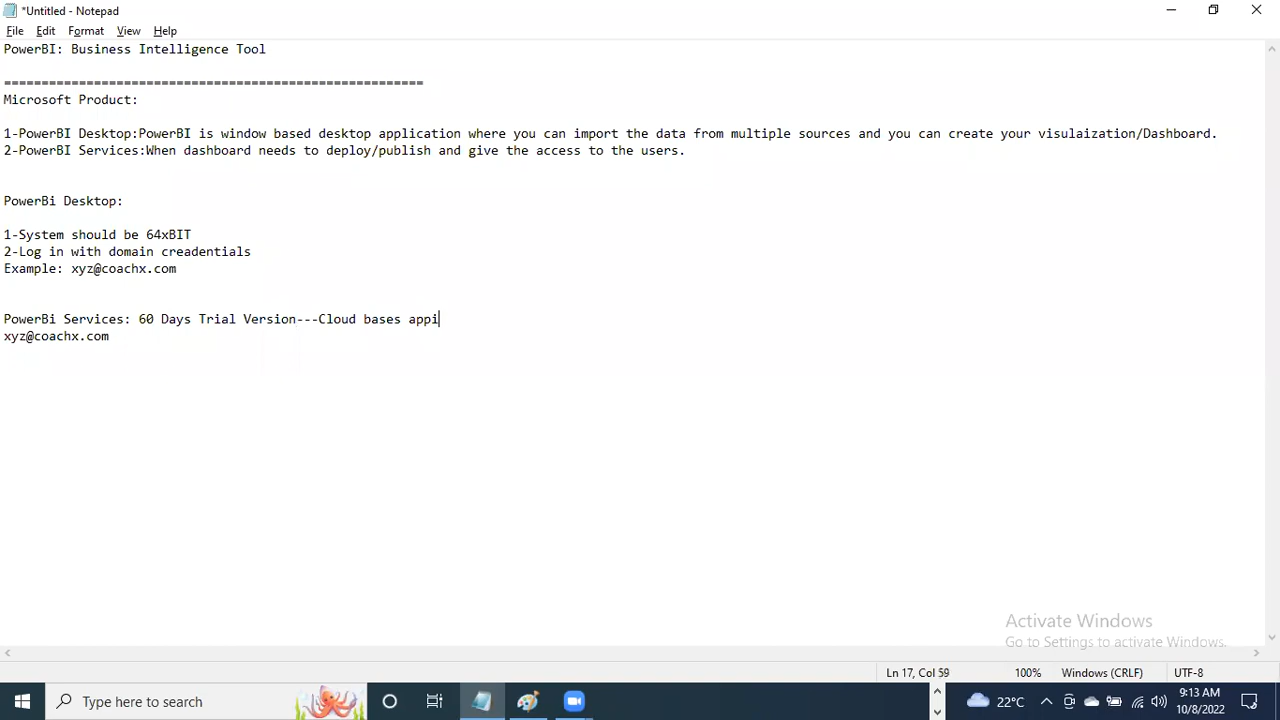 *Untitled - Notepad
File Edit Format View Help
PowerBI: Business Intelligence Tool
========================================================
Microsoft Product:
1-PowerBI Desktop:PowerBI is window based desktop application where you can import the data from multiple sources and you can create your visulaization/Dashboard.
2-PowerBI Services:When dashboard needs to deploy/publish and give the access to the users.
PowerBi Desktop:
1-System should be 64xBIT
2-Log in with domain creadentials
Example: xyz@coachx.com
PowerBi Services: 60 Days Trial Version---Cloud bases appi
xyz@coachx.com
Activate Windows
Go to Settings to activate Windows.
Ln 17, Col 59 100% Windows (CRLF) UTF-8
Type here to search 22°C 9:13 AM
10/8/2022